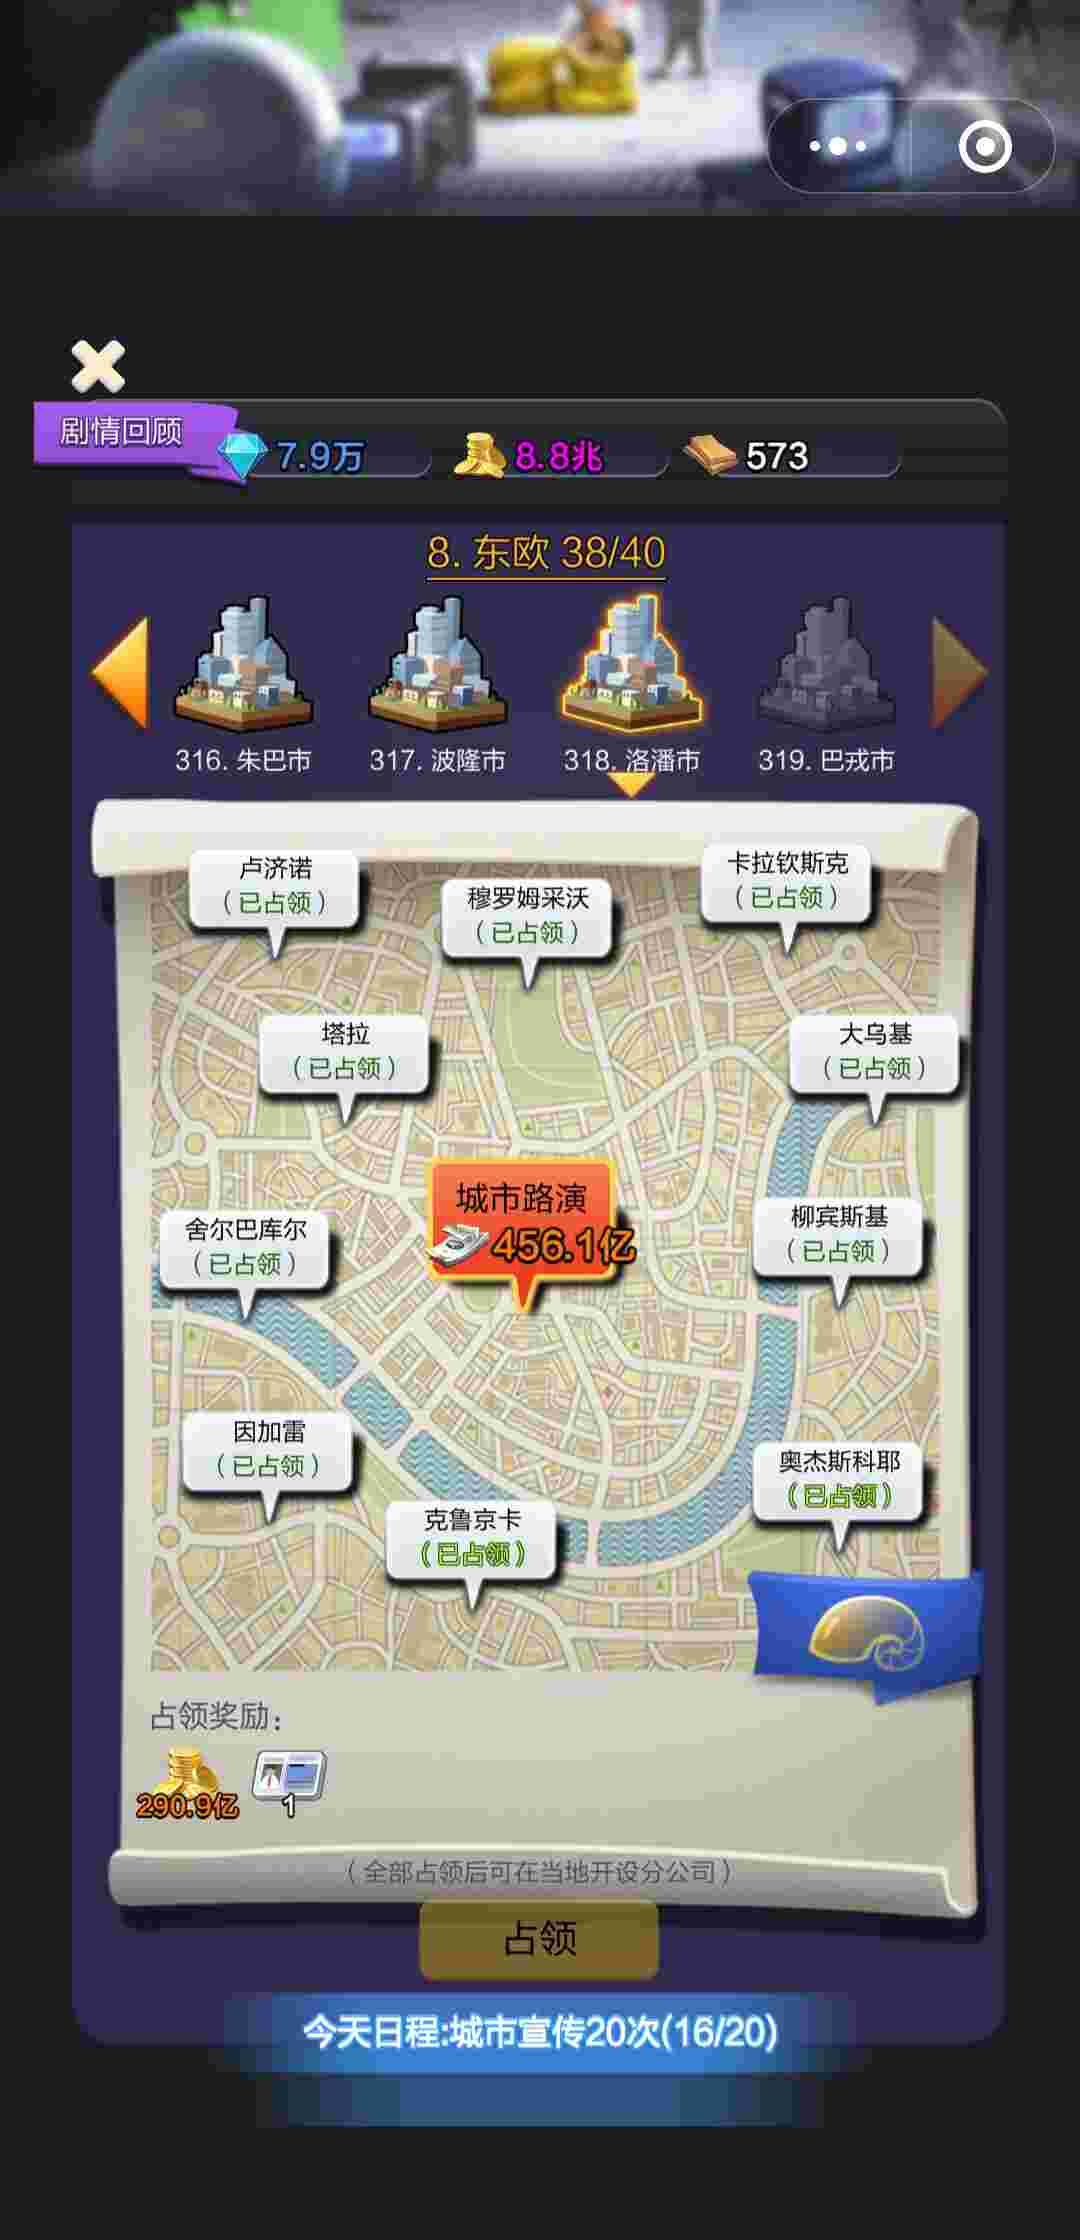 剧情回顾
7.9万
8.8兆
573
8. 东欧 38/40
316. 朱巴市
317. 波隆市
318. 洛潘市
319. 巴戎市
卢济诺
（已占领）
穆罗姆采沃
（已占领）
卡拉钦斯克
（已占领）
塔拉
（已占领）
大乌基
（已占领）
城市路演
456.1亿
舍尔巴库尔
（已占领）
柳宾斯基
（已占领）
因加雷
（已占领）
克鲁京卡
（已占领）
奥杰斯科耶
（已占领）
占领奖励：
290.9亿
1
（全部占领后可在当地开设分公司）
占领
今天日程:城市宣传20次(16/20)